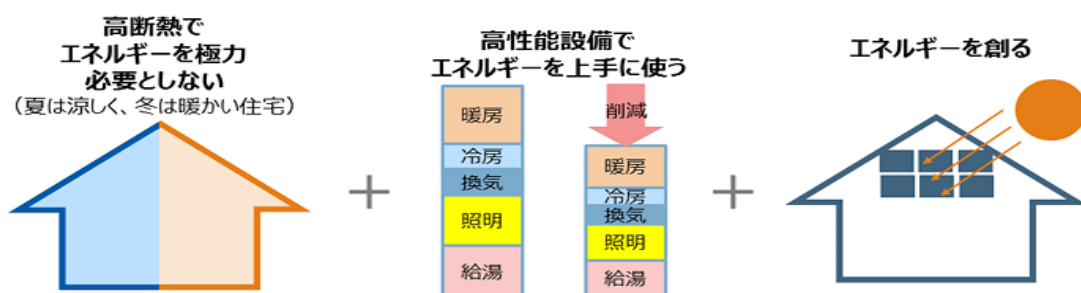 高断熱で
エネルギーを極力
必要としない
（夏は涼しく、冬は暖かい住宅）
高性能設備で
エネルギーを上手に使う
暖房
冷房
換気
照明
給湯
削減
暖房
冷房
換気
照明
給湯
エネルギーを創る